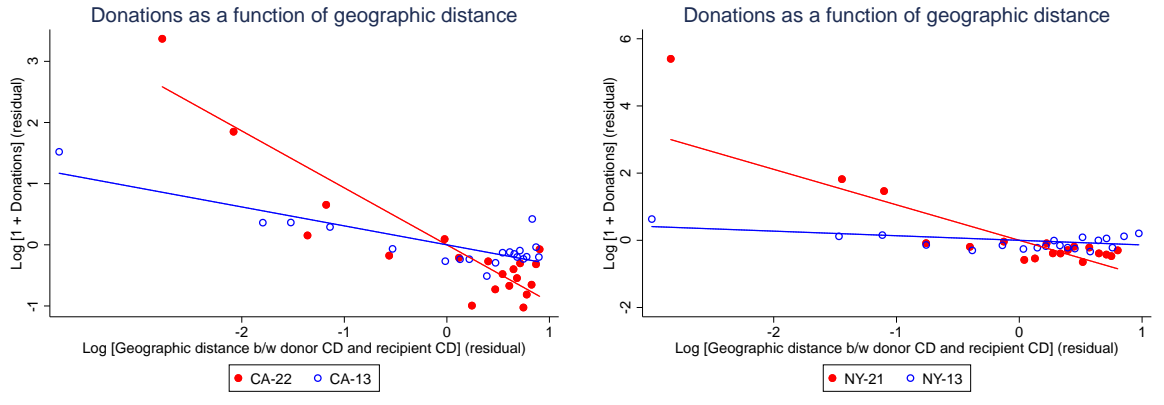 Donations as a function of geographic distance
Log [1 + Donations] (residual)
3
2
1
0
-1
-2
-1
0
1
Log [Geographic distance b/w donor CD and recipient CD] (residual)
CA-22
CA-13
Donations as a function of geographic distance
Log [1 + Donations] (residual)
6
4
2
0
-2
-2
-1
0
1
Log [Geographic distance b/w donor CD and recipient CD] (residual)
NY-21
NY-13